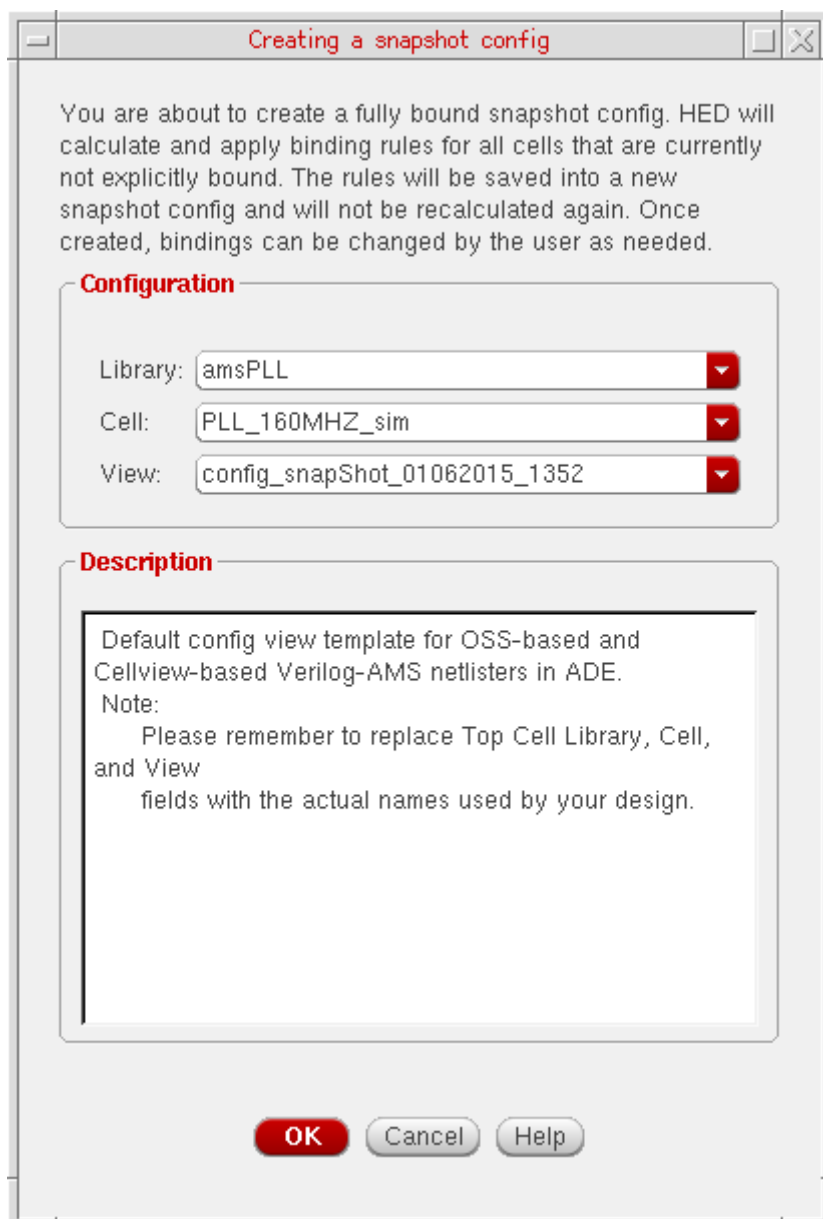 Creating a snapshot config
You are about to create a fully bound snapshot config. HED will
calculate and apply binding rules for all cells that are currently
not explicitly bound. The rules will be saved into a new
snapshot config and will not be recalculated again. Once
created, bindings can be changed by the user as needed.
Configuration
Library: amsPLL
Cell: PLL_160MHZ_sim
View: config_snapShot_01062015_1352
Description
Default config view template for OSS-based and
Cellview-based Verilog-AMS netlisters in ADE.
Note:
Please remember to replace Top Cell Library, Cell,
and View
fields with the actual names used by your design.
OK Cancel Help